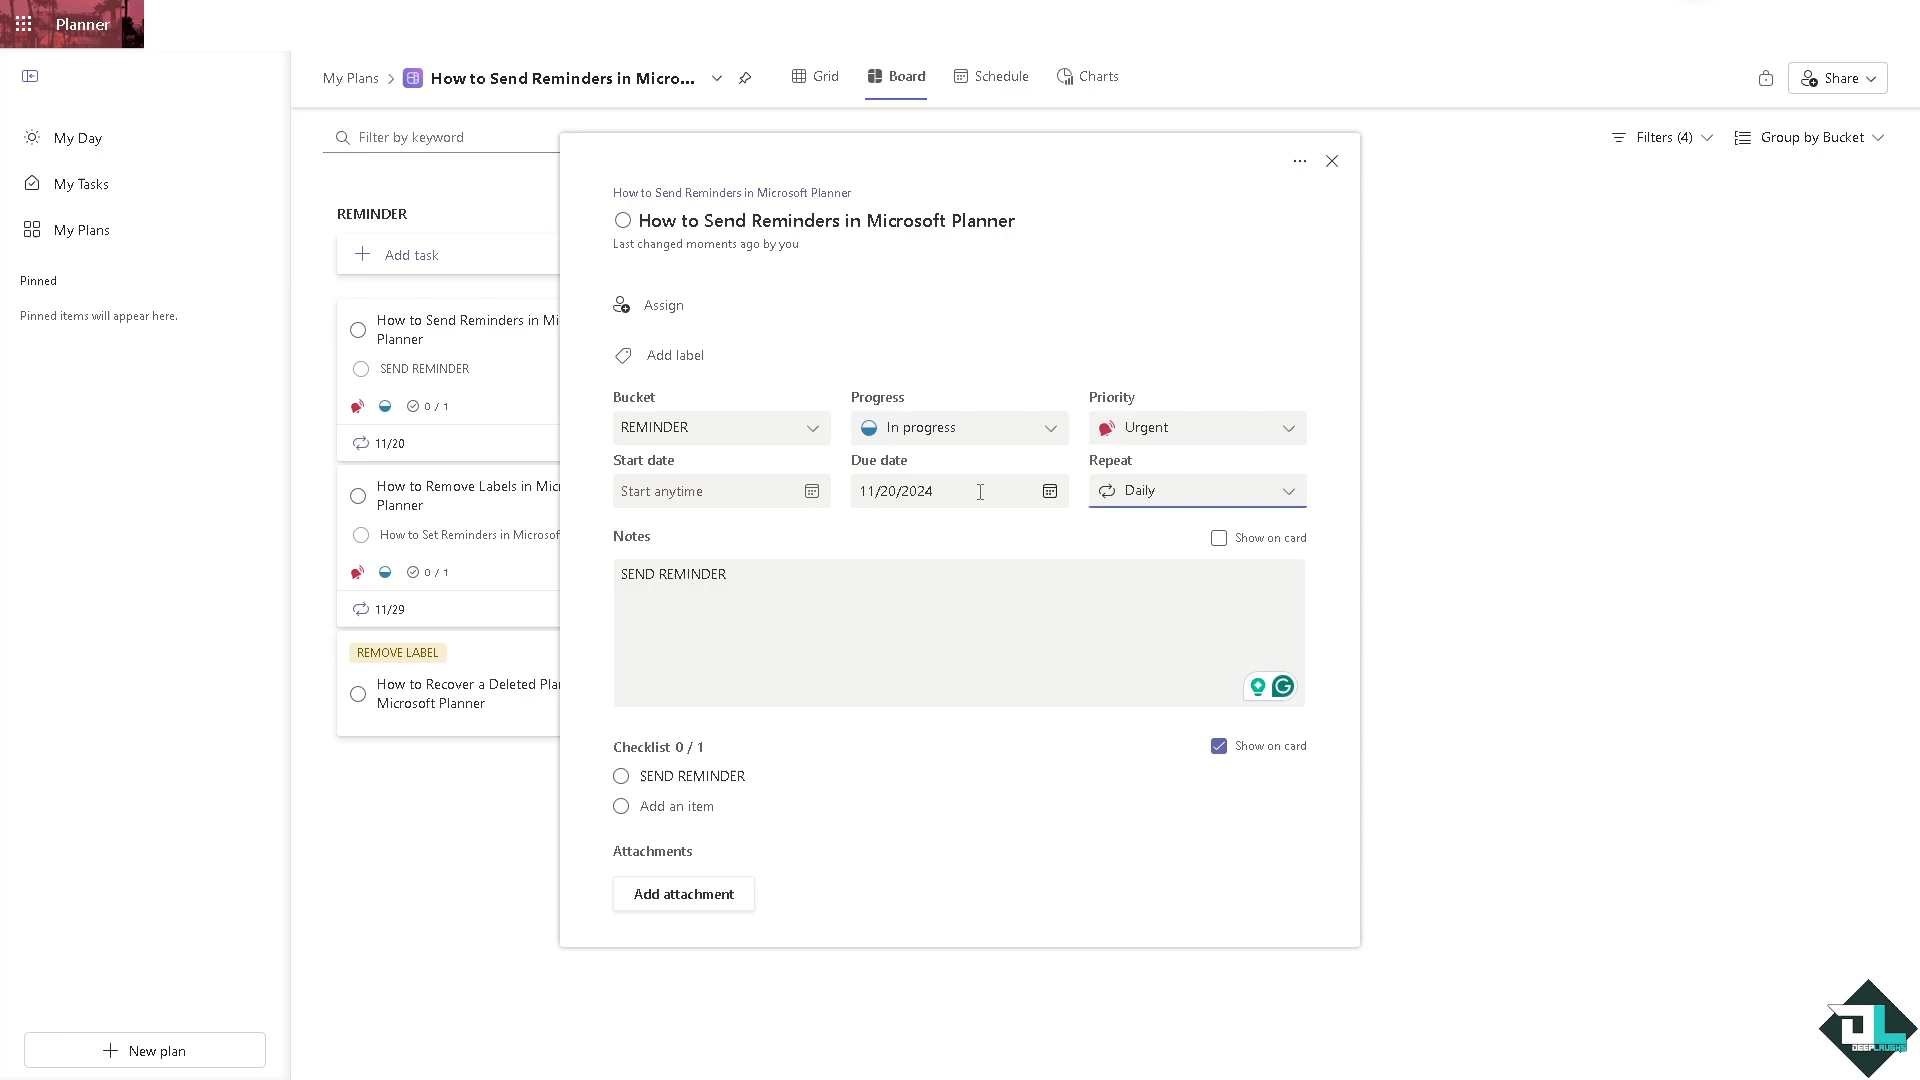 Planner
My Plans
How to Send Reminders in Micro...
Grid
Board
Schedule
Charts
Share
My Day
My Tasks
My Plans
Pinned
Pinned items will appear here.
New plan
Filter by keyword
Filters (4)
Group by Bucket
REMINDER
Add task
How to Send Reminders in Mi
Planner
SEND REMINDER
0 / 1
11/20
How to Remove Labels in Mic
Planner
How to Set Reminders in Microsof
0 / 1
11/29
REMOVE LABEL
How to Recover a Deleted Pla
Microsoft Planner
How to Send Reminders in Microsoft Planner
How to Send Reminders in Microsoft Planner
Last changed moments ago by you
Assign
Add label
Bucket
Progress
Priority
REMINDER
In progress
Urgent
Start date
Due date
Repeat
Start anytime
11/20/2024
Daily
Notes
Show on card
SEND REMINDER
Checklist 0 / 1
Show on card
SEND REMINDER
Add an item
Attachments
Add attachment
DEEPLAUGHS